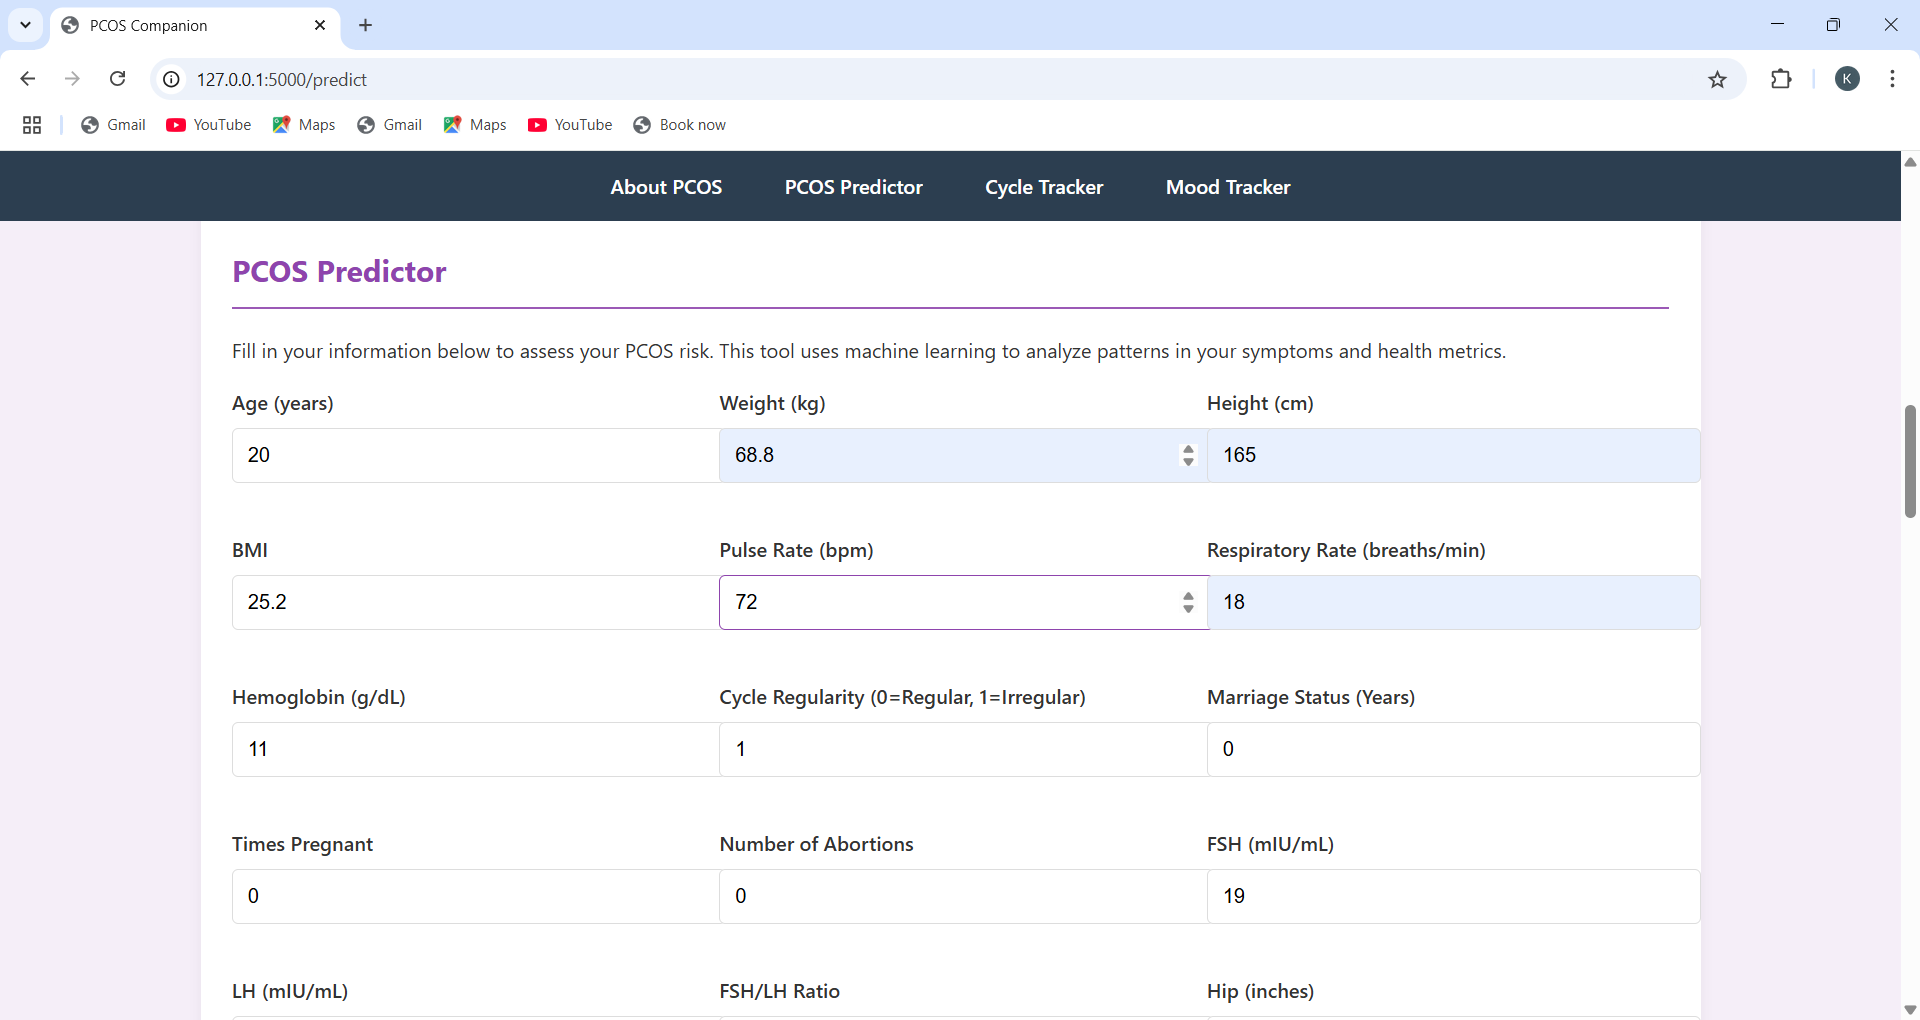 PCOS Companion
127.0.0.1:5000/predict
Gmail YouTube Maps Gmail Maps YouTube Book now
K
About PCOS PCOS Predictor Cycle Tracker Mood Tracker
PCOS Predictor
Fill in your information below to assess your PCOS risk. This tool uses machine learning to analyze patterns in your symptoms and health metrics.
Age (years) Weight (kg) Height (cm)
20 68.8 165
BMI Pulse Rate (bpm) Respiratory Rate (breaths/min)
25.2 72 18
Hemoglobin (g/dL) Cycle Regularity (0=Regular, 1=Irregular) Marriage Status (Years)
11 1 0
Times Pregnant Number of Abortions FSH (mIU/mL)
0 0 19
LH (mIU/mL) FSH/LH Ratio Hip (inches)